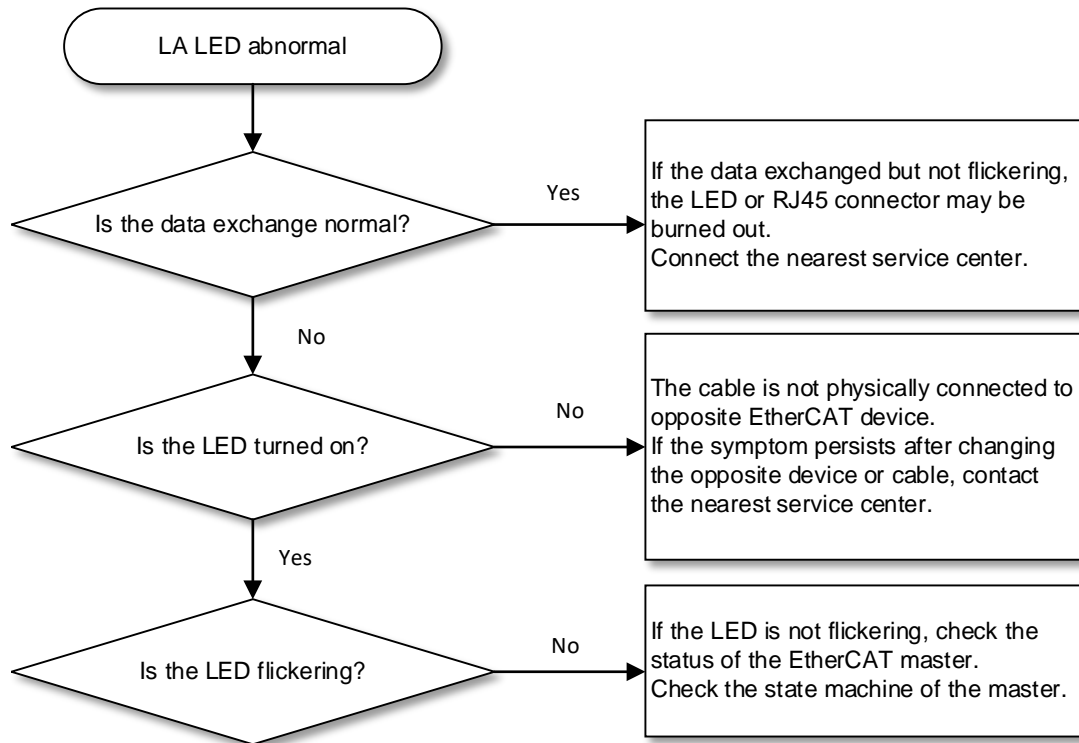 LA LED abnormal
Is the data exchange normal?
Yes
If the data exchanged but not flickering,
the LED or RJ45 connector may be
burned out.
Connect the nearest service center.
No
Is the LED turned on?
No
The cable is not physically connected to
opposite EtherCAT device.
If the symptom persists after changing
the opposite device or cable, contact
the nearest service center.
Yes
Is the LED flickering?
No
If the LED is not flickering, check the
status of the EtherCAT master.
Check the state machine of the master.